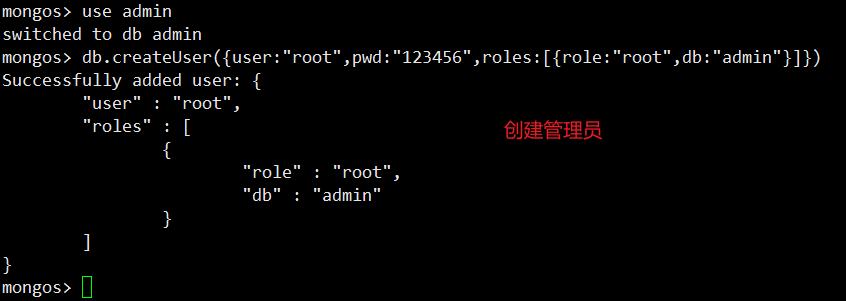 mongos> use admin
switched to db admin
mongos> db.createUser({user:"root",pwd:"123456",roles:[{role:"root",db:"admin"}]})
Successfully added user: {
        "user" : "root",
        "roles" : [
                {
                        "role" : "root",
                        "db" : "admin"
                }
        ]
}
mongos>
创建管理员